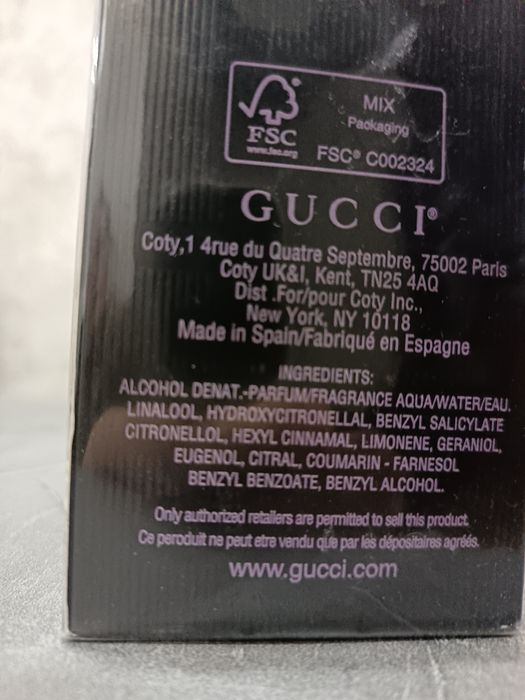 MIX
Packaging
FSC® C002324
FSC
www.fsc.org
GUCCI®
Coty,1 4rue du Quatre Septembre, 75002 Paris
Coty UK&I, Kent, TN25 4AQ
Dist .For/pour Coty Inc.,
New York, NY 10118
Made in Spain/Fabriqué en Espagne
INGREDIENTS:
ALCOHOL DENAT.-PARFUM/FRAGRANCE AQUA/WATER/EAU.
LINALOOL, HYDROXYCITRONELLAL, BENZYL SALICYLATE
CITRONELLOL, HEXYL CINNAMAL, LIMONENE, GERANIOL,
EUGENOL, CITRAL, COUMARIN - FARNESOL
BENZYL BENZOATE, BENZYL ALCOHOL.
Only authorized retailers are permitted to sell this product.
Ce peroduit ne peut etre vendu que par les dépositaires agréés.
www.gucci.com